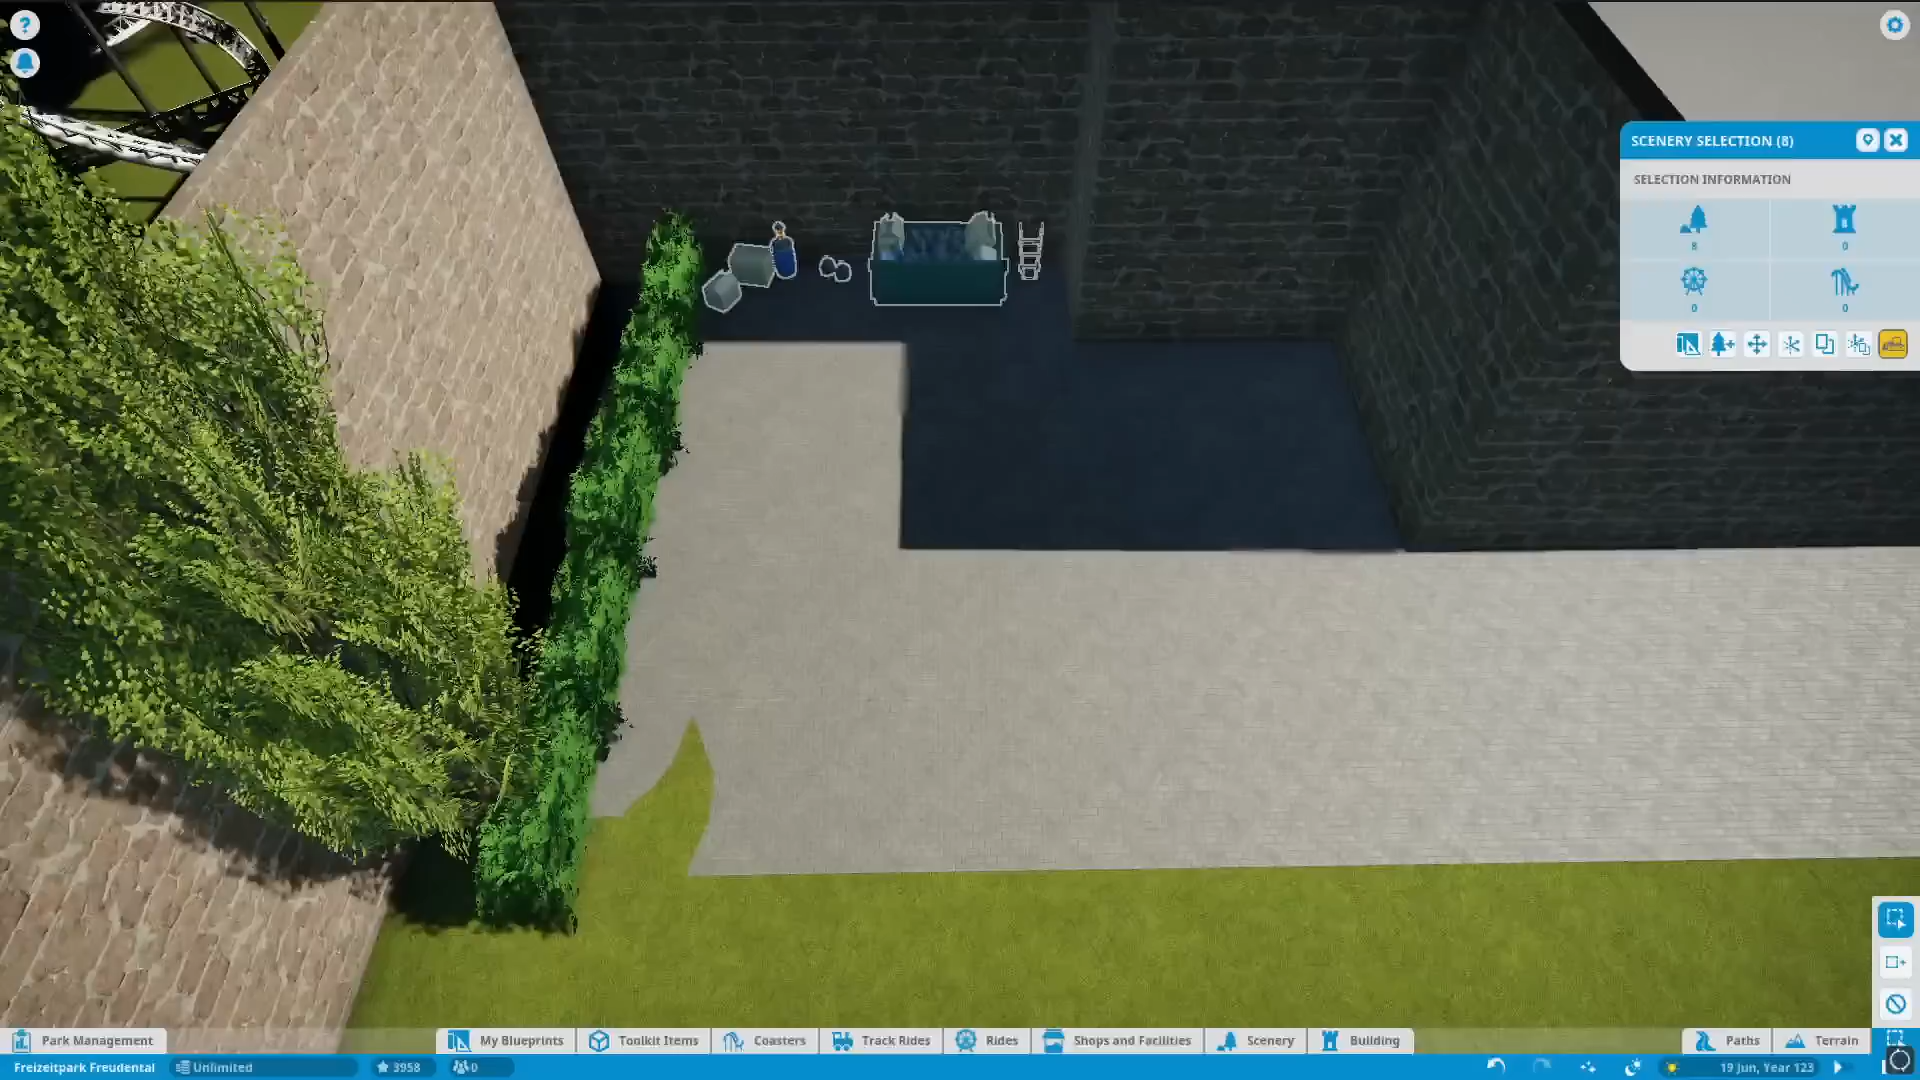 ?
SCENERY SELECTION (8)
SELECTION INFORMATION
8
0
0
0
Park Management
My Blueprints
Toolkit Items
Coasters
Track Rides
Rides
Shops and Facilities
Scenery
Building
Paths
Terrain
Freizeitpark Freudental
Unlimited
3958
0
19 Jun, Year 123